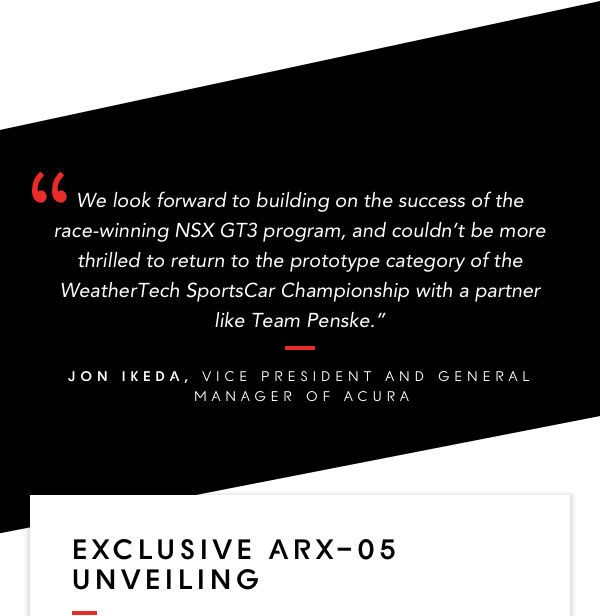 “ We look forward to building on the success of the
race-winning NSX GT3 program, and couldn’t be more
thrilled to return to the prototype category of the
WeatherTech SportsCar Championship with a partner
like Team Penske.”
JON IKEDA, VICE PRESIDENT AND GENERAL
MANAGER OF ACURA
EXCLUSIVE ARX-05
UNVEILING